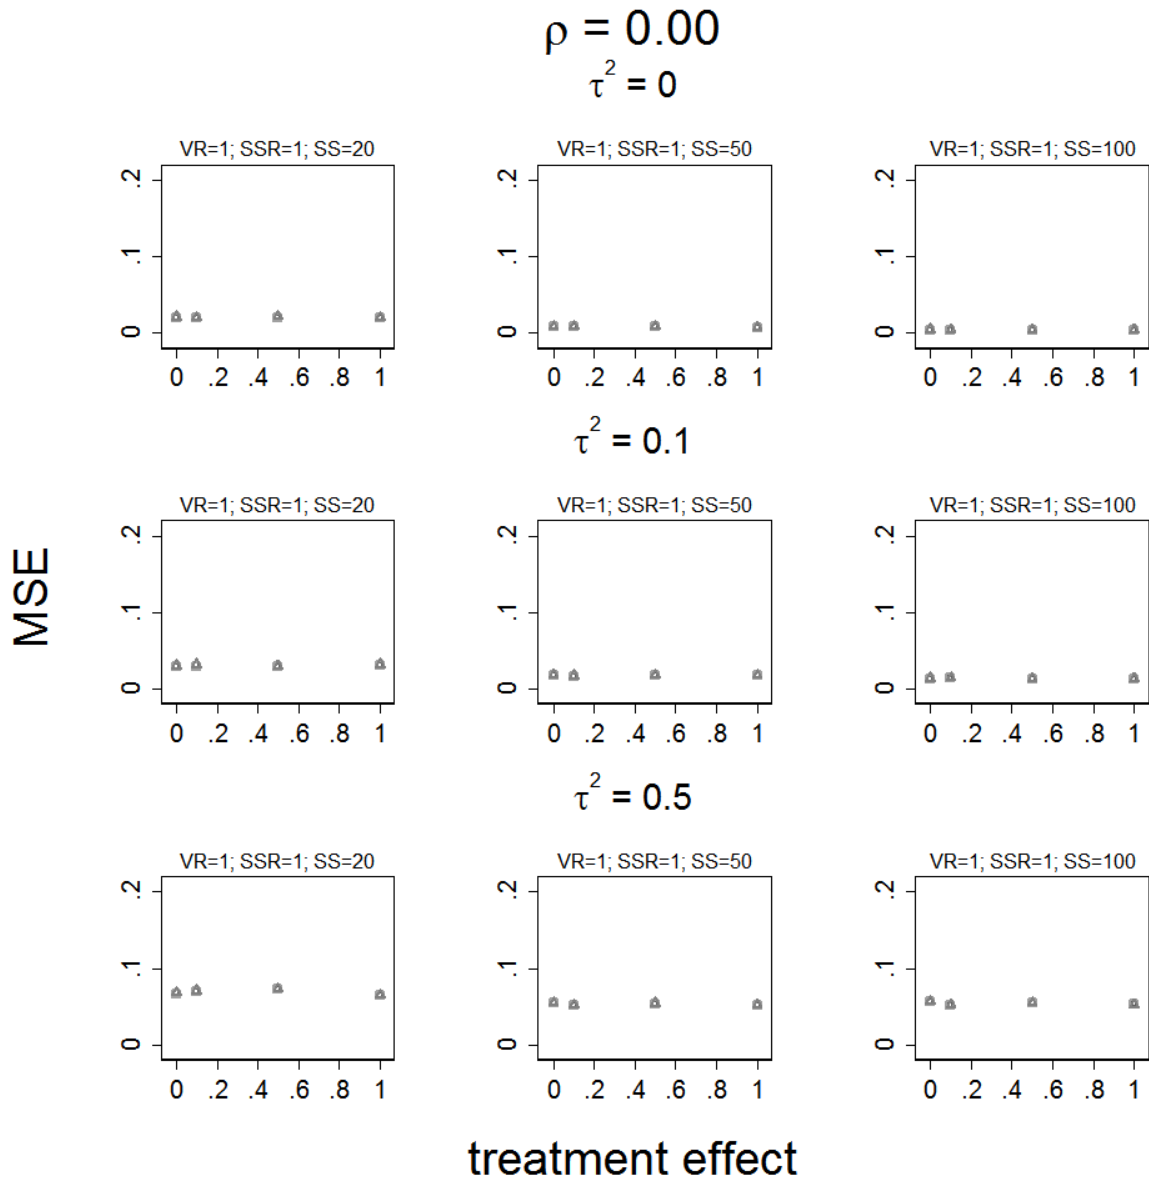 ρ = 0.00
τ² = 0
VR=1; SSR=1; SS=20 VR=1; SSR=1; SS=50 VR=1; SSR=1; SS=100
.2 .2 .2
.1 .1 .1
0 0 0
0 .2 .4 .6 .8 1 0 .2 .4 .6 .8 1 0 .2 .4 .6 .8 1
τ² = 0.1
VR=1; SSR=1; SS=20 VR=1; SSR=1; SS=50 VR=1; SSR=1; SS=100
.2 .2 .2
.1 .1 .1
0 0 0
0 .2 .4 .6 .8 1 0 .2 .4 .6 .8 1 0 .2 .4 .6 .8 1
MSE
τ² = 0.5
VR=1; SSR=1; SS=20 VR=1; SSR=1; SS=50 VR=1; SSR=1; SS=100
.2 .2 .2
.1 .1 .1
0 0 0
0 .2 .4 .6 .8 1 0 .2 .4 .6 .8 1 0 .2 .4 .6 .8 1
treatment effect